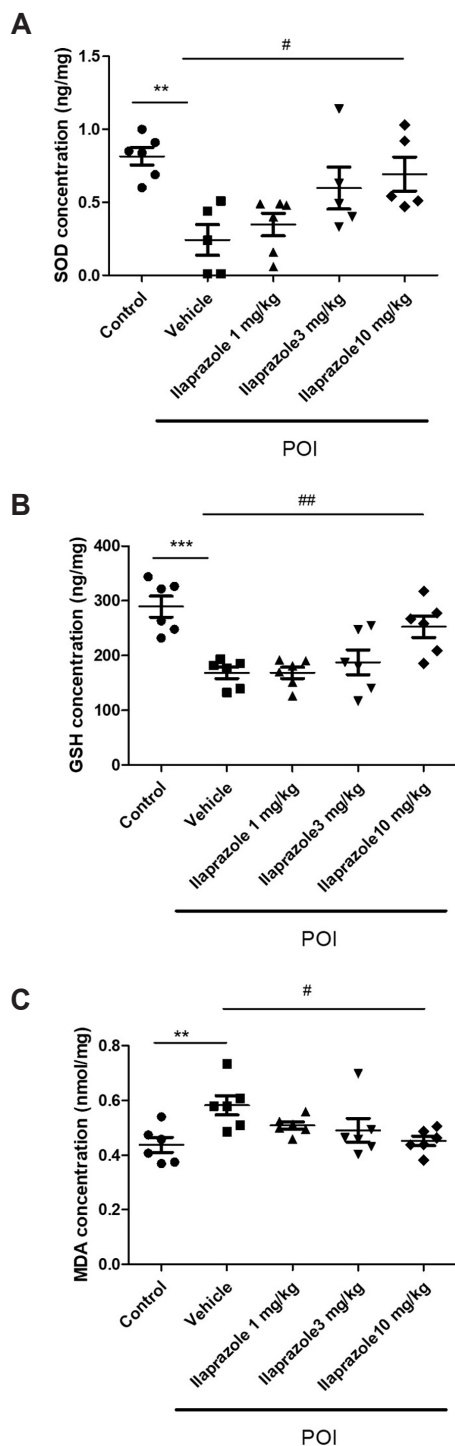 A
#
**
1.5
1.0
0.5
0.0
SOD concentration (ng/mg)
Control
Vehicle
Ilaprazole 1 mg/kg
Ilaprazole3 mg/kg
Ilaprazole10 mg/kg
POI
B
##
***
400
300
200
100
0
GSH concentration (ng/mg)
Control
Vehicle
Ilaprazole 1 mg/kg
Ilaprazole3 mg/kg
Ilaprazole10 mg/kg
POI
C
#
**
0.8
0.6
0.4
0.2
0.0
MDA concentration (nmol/mg)
Control
Vehicle
Ilaprazole 1 mg/kg
Ilaprazole3 mg/kg
Ilaprazole10 mg/kg
POI